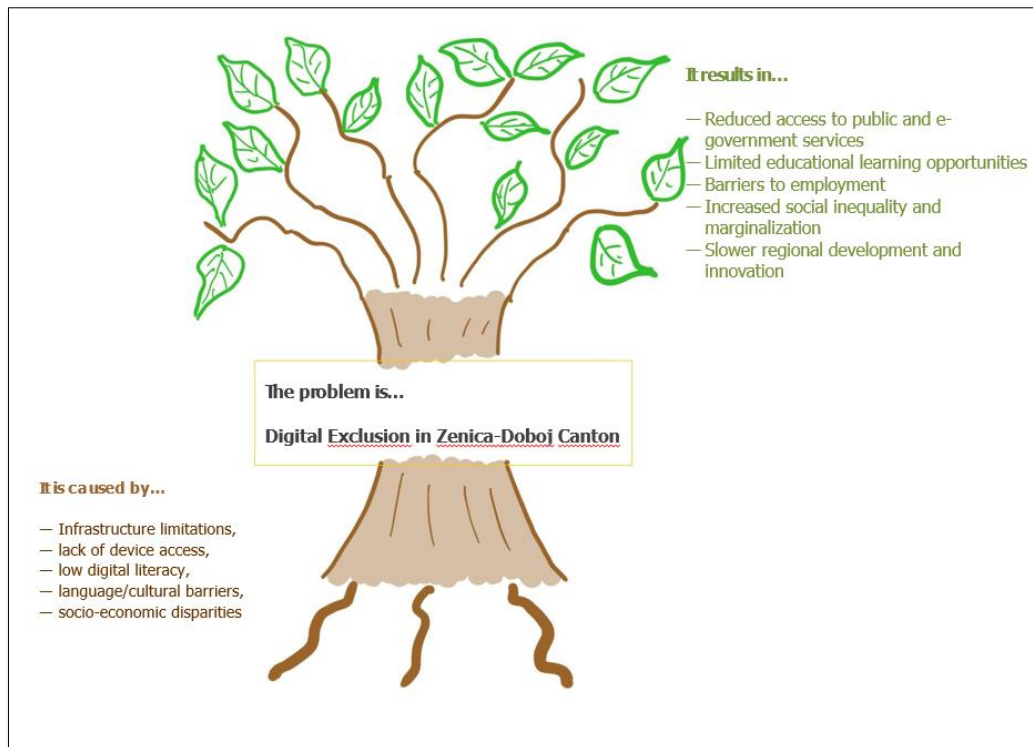 It results in...
— Reduced access to public and e-
government services
— Limited educational learning opportunities
— Barriers to employment
— Increased social inequality and
marginalization
— Slower regional development and
innovation
The problem is...
Digital Exclusion in Zenica-Doboj Canton
It is caused by...
— Infrastructure limitations,
— lack of device access,
— low digital literacy,
— language/cultural barriers,
— socio-economic disparities